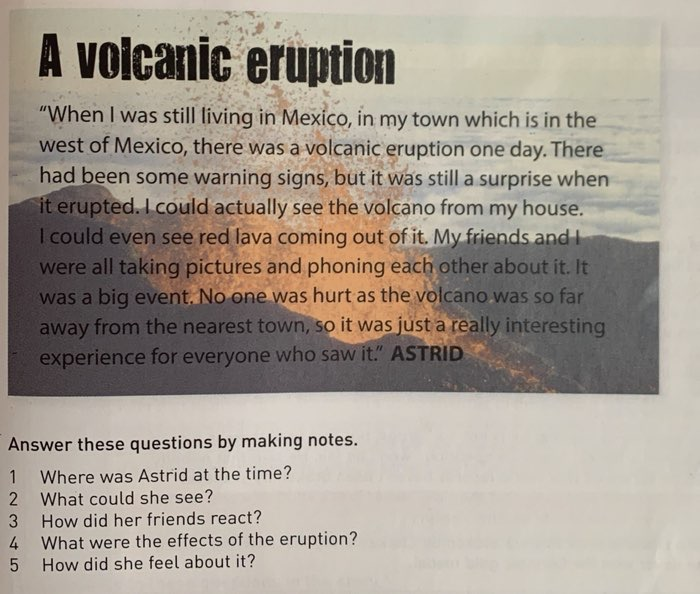 A volcanic eruption
"When I was still living in Mexico, in my town which is in the
west of Mexico, there was a volcanic eruption one day. There
had been some warning signs, but it was still a surprise when
it erupted. I could actually see the volcano from my house.
I could even see red lava coming out of it. My friends and I
were all taking pictures and phoning each other about it. It
was a big event. No one was hurt as the volcano was so far
away from the nearest town, so it was just a really interesting
experience for everyone who saw it." ASTRID
Answer these questions by making notes.
1 Where was Astrid at the time?
2 What could she see?
3 How did her friends react?
4 What were the effects of the eruption?
5 How did she feel about it?